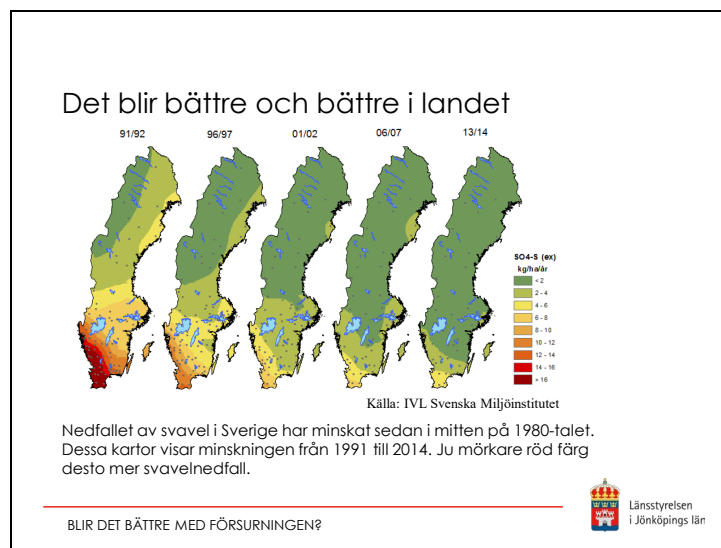 Det blir bättre och bättre i landet
91/92 96/97 01/02 06/07 13/14
SO4-S (ex)
kg/ha/år
< 2
2 - 4
4 - 6
6 - 8
8 - 10
10 - 12
12 - 14
14 - 16
> 16
Källa: IVL Svenska Miljöinstitutet
Nedfallet av svavel i Sverige har minskat sedan i mitten på 1980-talet.
Dessa kartor visar minskningen från 1991 till 2014. Ju mörkare röd färg
desto mer svavelnedfall.
BLIR DET BÄTTRE MED FÖRSURNINGEN?
Länsstyrelsen
i Jönköpings län